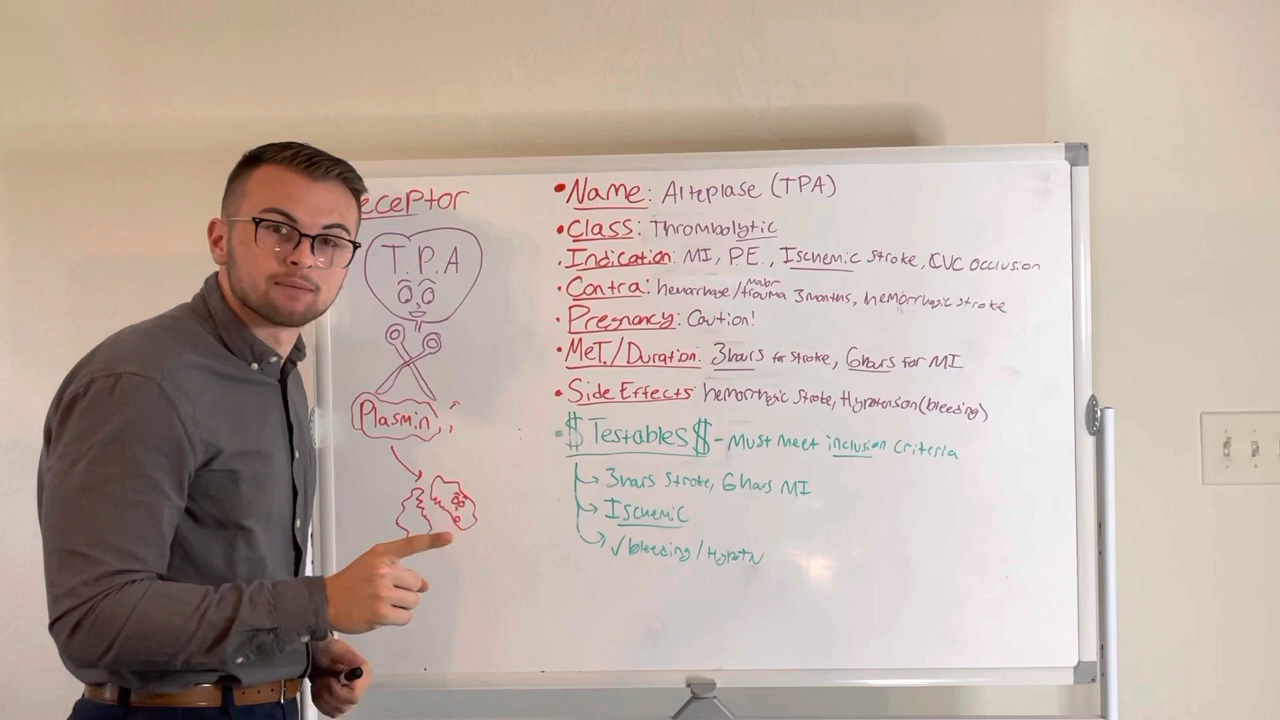 eceptor
T.P.A
Plasmin
• Name: Alteplase (TPA)
• Class: Thrombolytic
• Indication: MI, P.E., Ischemic Stroke, CVC Occlusion
• Contra: hemorrhage/major trauma 3months, hemorrhagic stroke
• Pregnancy: Caution!
• MeT./Duration: 3hours for Stroke, 6hours for MI
• Side Effects: hemorrhagic Stroke, Hypotension (bleeding)
• $ Testables $ - Must Meet inclusion Criteria
→ 3hours Stroke, 6hours MI
→ Ischemic
→ √ bleeding / Hypotn